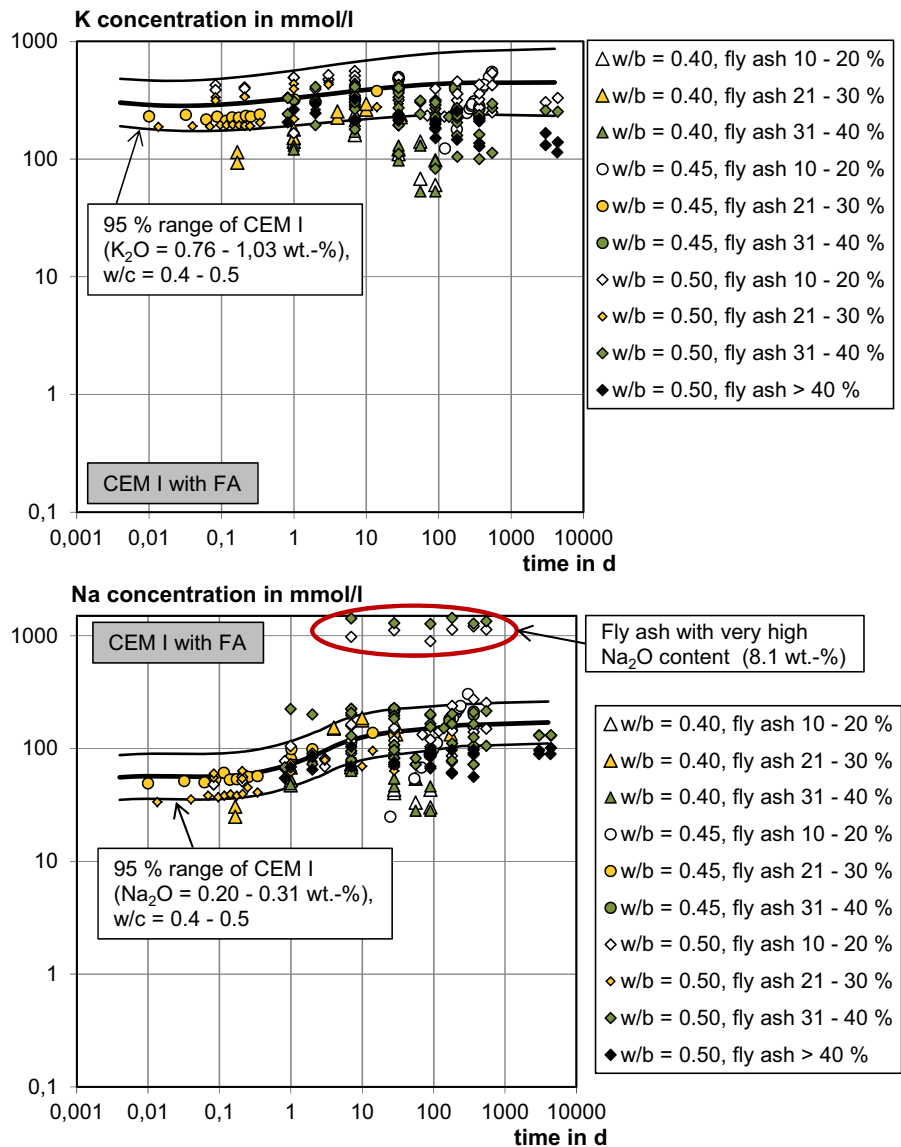 K concentration in mmol/l
1000
100
10
1
0,1
0,001
0,01
0,1
1
10
100
1000
10000
time in d
95 % range of CEM I
(K₂O = 0.76 - 1,03 wt.-%),
w/c = 0.4 - 0.5
CEM I with FA
w/b = 0.40, fly ash 10 - 20 %
w/b = 0.40, fly ash 21 - 30 %
w/b = 0.40, fly ash 31 - 40 %
w/b = 0.45, fly ash 10 - 20 %
w/b = 0.45, fly ash 21 - 30 %
w/b = 0.45, fly ash 31 - 40 %
w/b = 0.50, fly ash 10 - 20 %
w/b = 0.50, fly ash 21 - 30 %
w/b = 0.50, fly ash 31 - 40 %
w/b = 0.50, fly ash > 40 %
Na concentration in mmol/l
1000
100
10
1
0,1
0,001
0,01
0,1
1
10
100
1000
10000
time in d
CEM I with FA
Fly ash with very high
Na₂O content (8.1 wt.-%)
95 % range of CEM I
(Na₂O = 0.20 - 0.31 wt.-%),
w/c = 0.4 - 0.5
w/b = 0.40, fly ash 10 - 20 %
w/b = 0.40, fly ash 21 - 30 %
w/b = 0.40, fly ash 31 - 40 %
w/b = 0.45, fly ash 10 - 20 %
w/b = 0.45, fly ash 21 - 30 %
w/b = 0.45, fly ash 31 - 40 %
w/b = 0.50, fly ash 10 - 20 %
w/b = 0.50, fly ash 21 - 30 %
w/b = 0.50, fly ash 31 - 40 %
w/b = 0.50, fly ash > 40 %